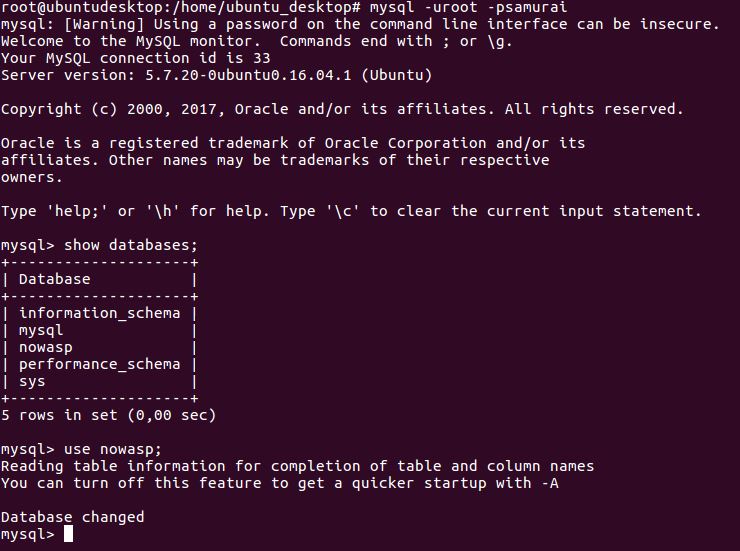 root@ubuntudesktop:/home/ubuntu_desktop# mysql -uroot -psamurai
mysql: [Warning] Using a password on the command line interface can be insecure.
Welcome to the MySQL monitor.  Commands end with ; or \g.
Your MySQL connection id is 33
Server version: 5.7.20-0ubuntu0.16.04.1 (Ubuntu)

Copyright (c) 2000, 2017, Oracle and/or its affiliates. All rights reserved.

Oracle is a registered trademark of Oracle Corporation and/or its
affiliates. Other names may be trademarks of their respective
owners.

Type 'help;' or '\h' for help. Type '\c' to clear the current input statement.

mysql> show databases;
+--------------------+
| Database           |
+--------------------+
| information_schema |
| mysql              |
| nowasp             |
| performance_schema |
| sys                |
+--------------------+
5 rows in set (0,00 sec)

mysql> use nowasp;
Reading table information for completion of table and column names
You can turn off this feature to get a quicker startup with -A

Database changed
mysql>